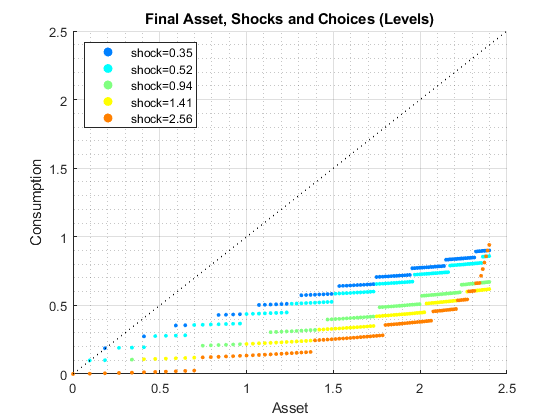 Final Asset, Shocks and Choices (Levels)
2.5
shock=0.35
shock=0.52
shock=0.94
shock=1.41
shock=2.56
2
1.5
Consumption
1
0.5
0
0
0.5
1
1.5
2
2.5
Asset